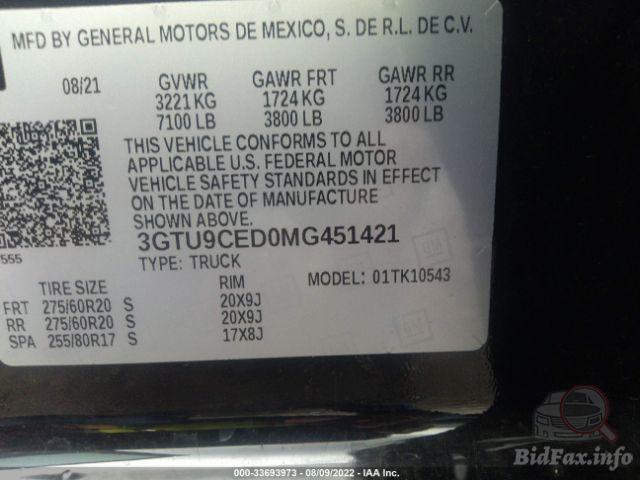 MFD BY GENERAL MOTORS DE MEXICO, S. DE R.L. DE C.V.
08/21 GVWR GAWR FRT GAWR RR
3221 KG 1724 KG 1724 KG
7100 LB 3800 LB 3800 LB
THIS VEHICLE CONFORMS TO ALL
APPLICABLE U.S. FEDERAL MOTOR
VEHICLE SAFETY STANDARDS IN EFFECT
ON THE DATE OF MANUFACTURE
SHOWN ABOVE.
3GTU9CED0MG451421
555
TYPE: TRUCK
TIRE SIZE RIM MODEL: 01TK10543
FRT 275/60R20 S 20X9J
RR 275/60R20 S 20X9J
SPA 255/80R17 S 17X8J
GM
000-33693973 - 08/09/2022 - IAA Inc.
BidFax.info